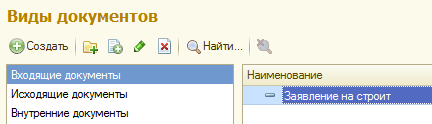 Виды документов
Создать Найти...
Входящие документы
Исходящие документы
Внутренние документы
Наименование
Заявление на строит